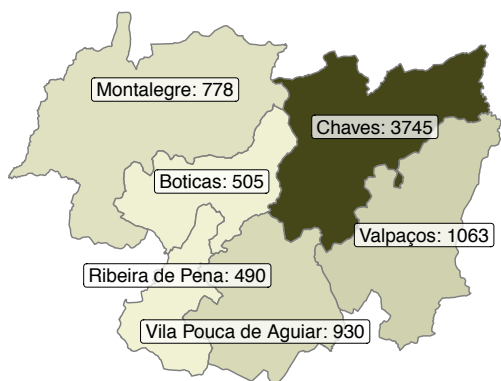 Montalegre: 778
Chaves: 3745
Boticas: 505
Valpaços: 1063
Ribeira de Pena: 490
Vila Pouca de Aguiar: 930